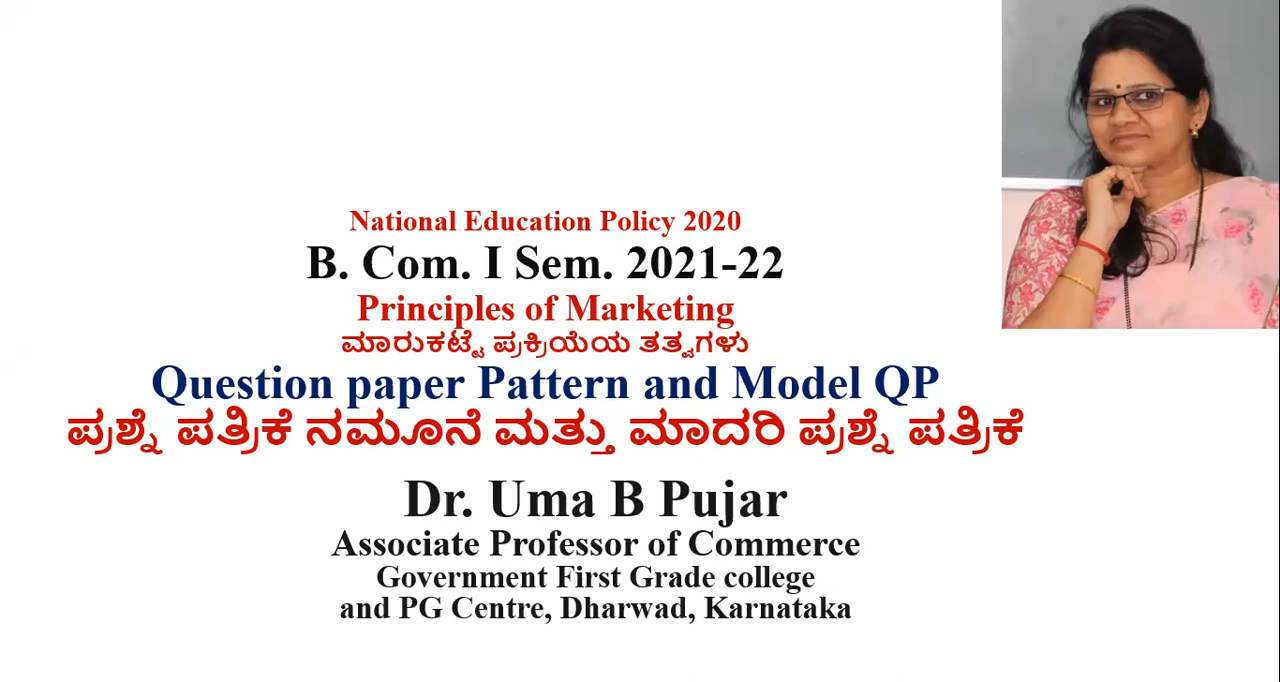 National Education Policy 2020
B. Com. I Sem. 2021-22
Principles of Marketing
ಮಾರುಕಟ್ಟೆ ಪ್ರಕ್ರಿಯೆಯ ತತ್ವಗಳು
Question paper Pattern and Model QP
ಪ್ರಶ್ನೆ ಪತ್ರಿಕೆ ನಮೂನೆ ಮತ್ತು ಮಾದರಿ ಪ್ರಶ್ನೆ ಪತ್ರಿಕೆ
Dr. Uma B Pujar
Associate Professor of Commerce
Government First Grade college
and PG Centre, Dharwad, Karnataka